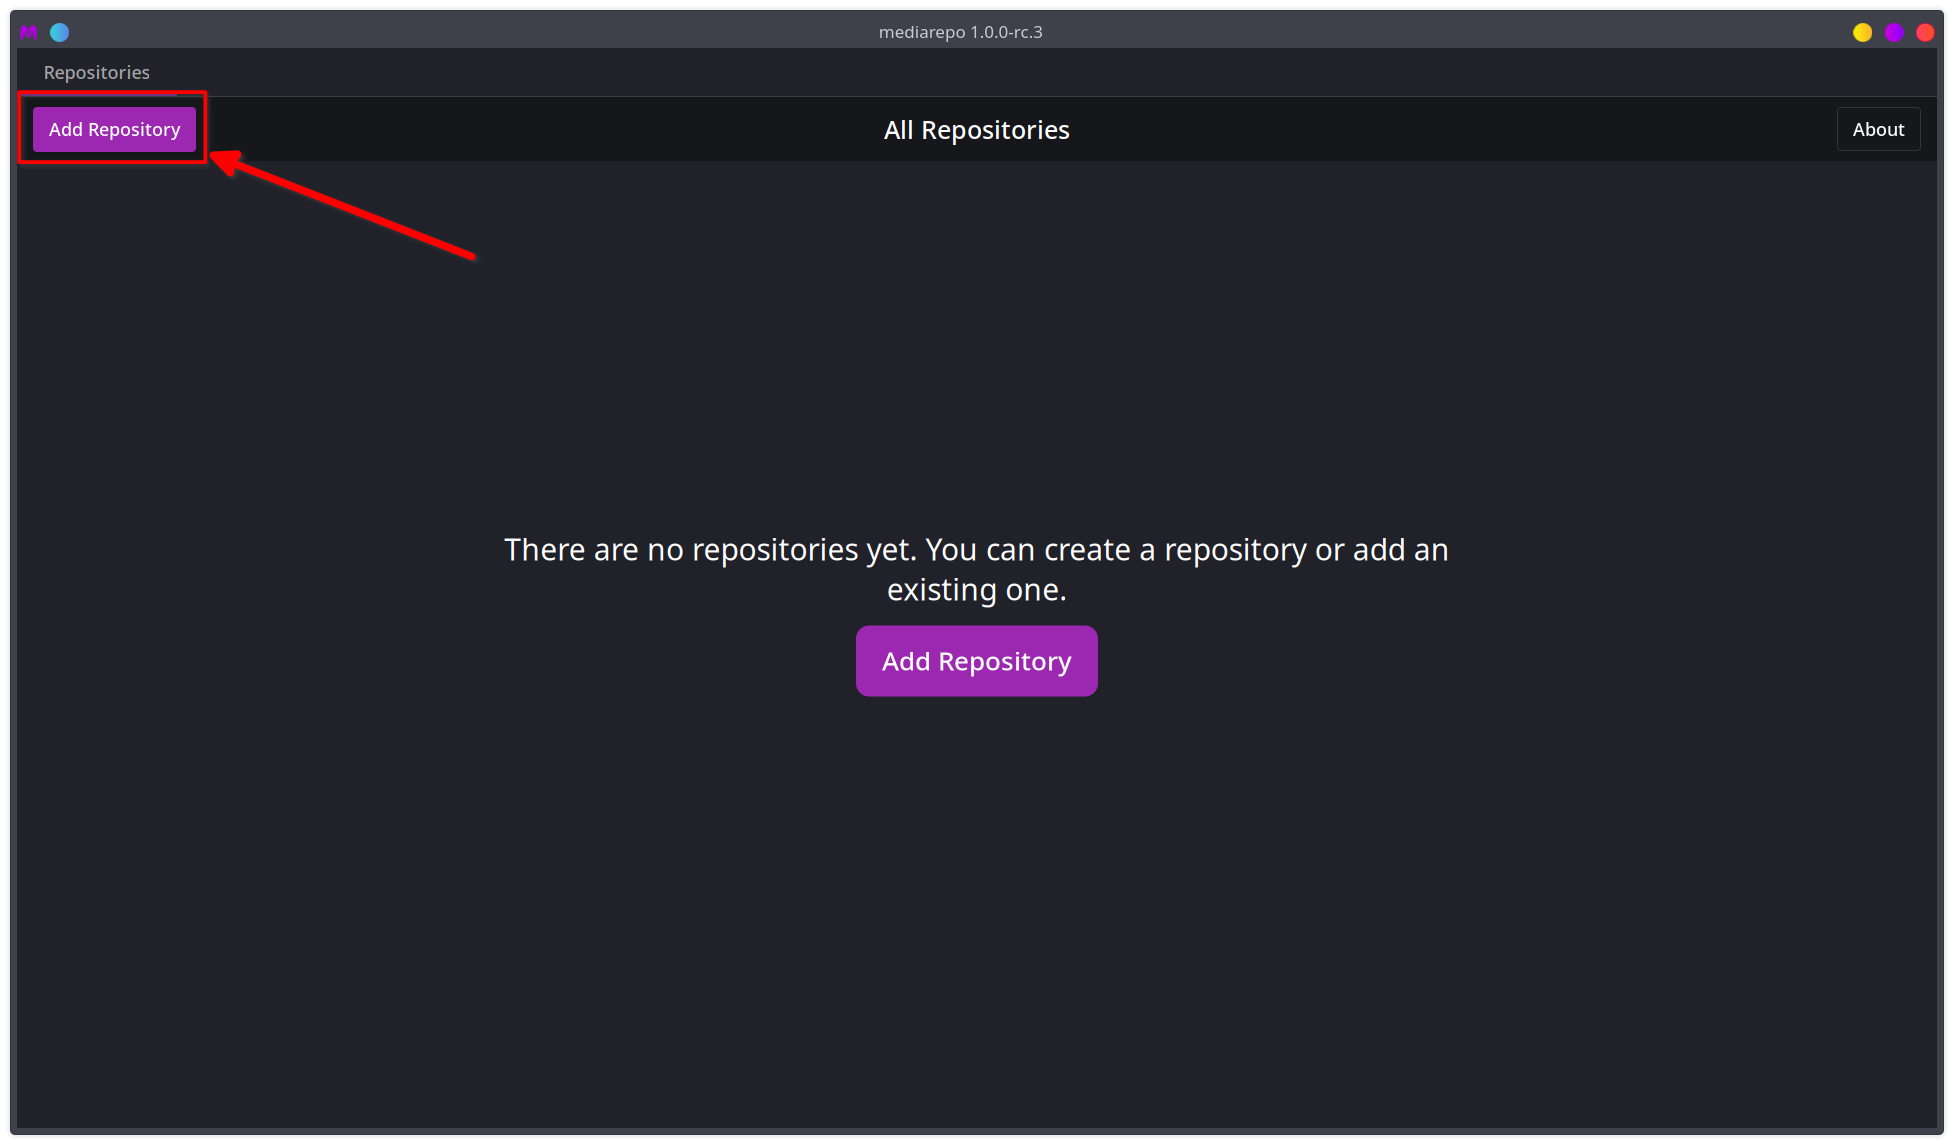 mediarepo 1.0.0-rc.3
Repositories
Add Repository
All Repositories
About
There are no repositories yet. You can create a repository or add an
existing one.
Add Repository